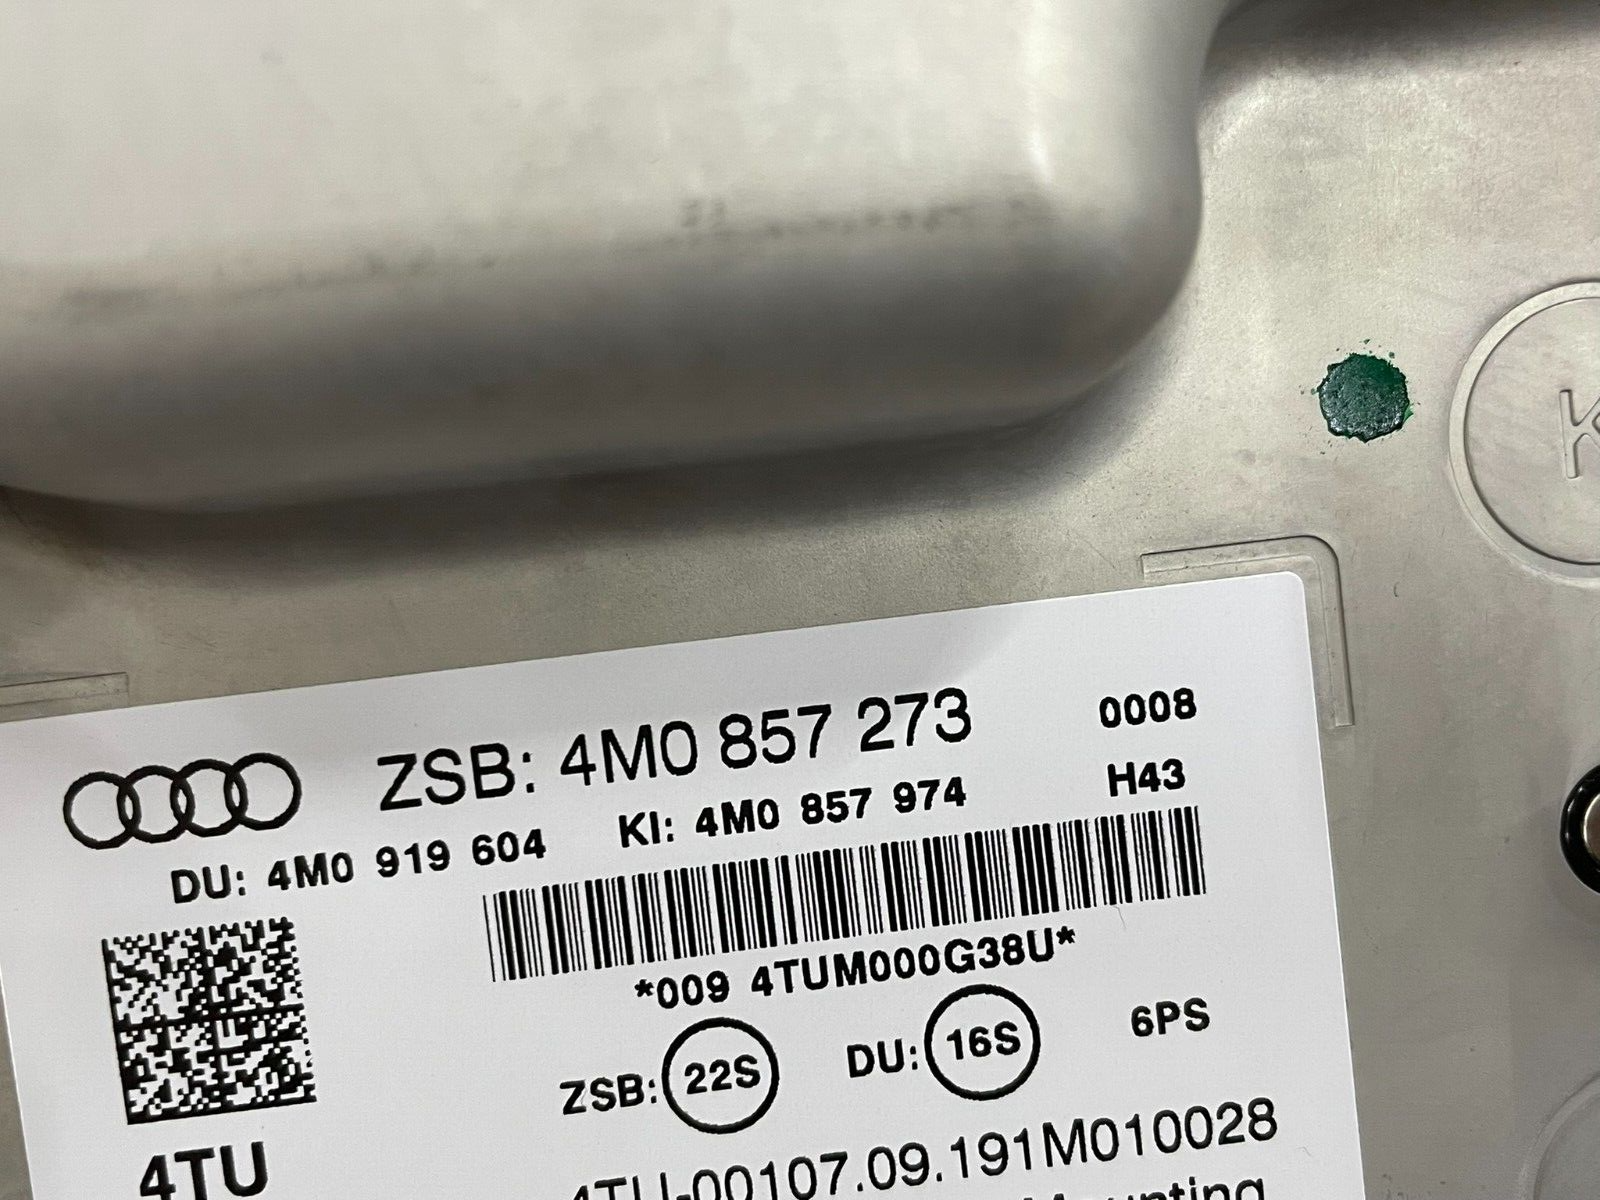 K
ZSB: 4M0 857 273 0008
DU: 4M0 919 604 KI: 4M0 857 974 H43
*009 4TUM000G38U*
ZSB: 22S DU: 16S 6PS
4TU
4TU-00107.09.191M010028
Mounting